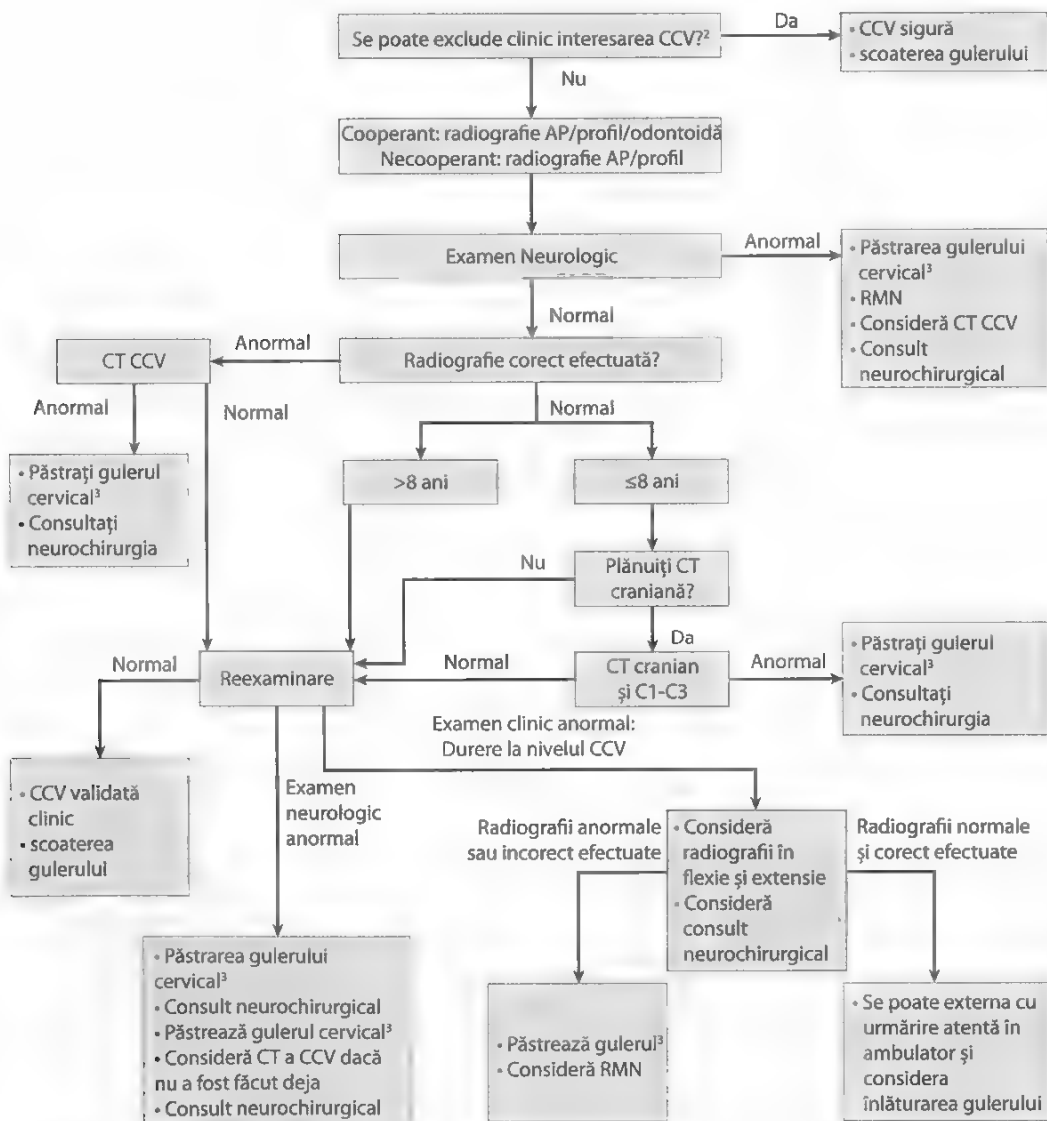 Se poate exclude clinic interesarea CCV?²
Da
• CCV sigură
• scoaterea gulerului
Nu
Cooperant: radiografie AP/profil/odontoidă
Necooperant: radiografie AP/profil
Examen Neurologic
Anormal
• Păstrarea gulerului
cervical³
• RMN
• Consideră CT CCV
• Consult
neurochirurgical
Normal
Radiografie corect efectuată?
Anormal
CT CCV
Anormal
Normal
• Păstrați gulerul
cervical³
• Consultați
neurochirurgia
Normal
>8 ani
≤8 ani
Plănuiți CT
craniană?
Nu
Da
CT cranian
și C1-C3
Anormal
• Păstrați gulerul
cervical³
• Consultați
neurochirurgia
Normal
Reexaminare
Normal
• CCV validată
clinic
• scoaterea
gulerului
Examen
neurologic
anormal
Examen clinic anormal:
Durere la nivelul CCV
• Păstrarea gulerului
cervical³
• Consult neurochirurgical
• Păstrează gulerul cervical³
• Consideră CT a CCV dacă
nu a fost făcut deja
• Consult neurochirurgical
• Consideră
radiografii în
flexie și extensie
• Consideră
consult
neurochirurgical
Radiografii anormale
sau incorect efectuate
• Păstrează gulerul³
• Consideră RMN
Radiografii normale
și corect efectuate
• Se poate externa cu
urmărire atentă în
ambulator și
considera
înlăturarea gulerului